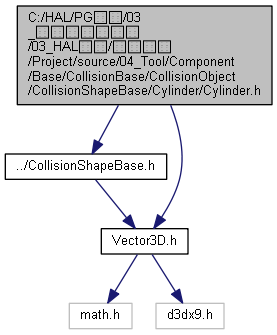 C:/HAL/PG
/03
/03_HAL
/Project/source/04_Tool/Component
/Base/CollisionBase/CollisionObject
/CollisionShapeBase/Cylinder/Cylinder.h
../CollisionShapeBase.h
Vector3D.h
math.h
d3dx9.h